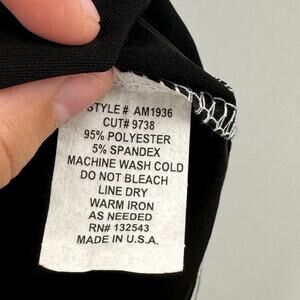 STYLE# AM1936
CUT# 9738
95% POLYESTER
5% SPANDEX
MACHINE WASH COLD
DO NOT BLEACH
LINE DRY
WARM IRON
AS NEEDED
RN# 132543
MADE IN U.S.A.